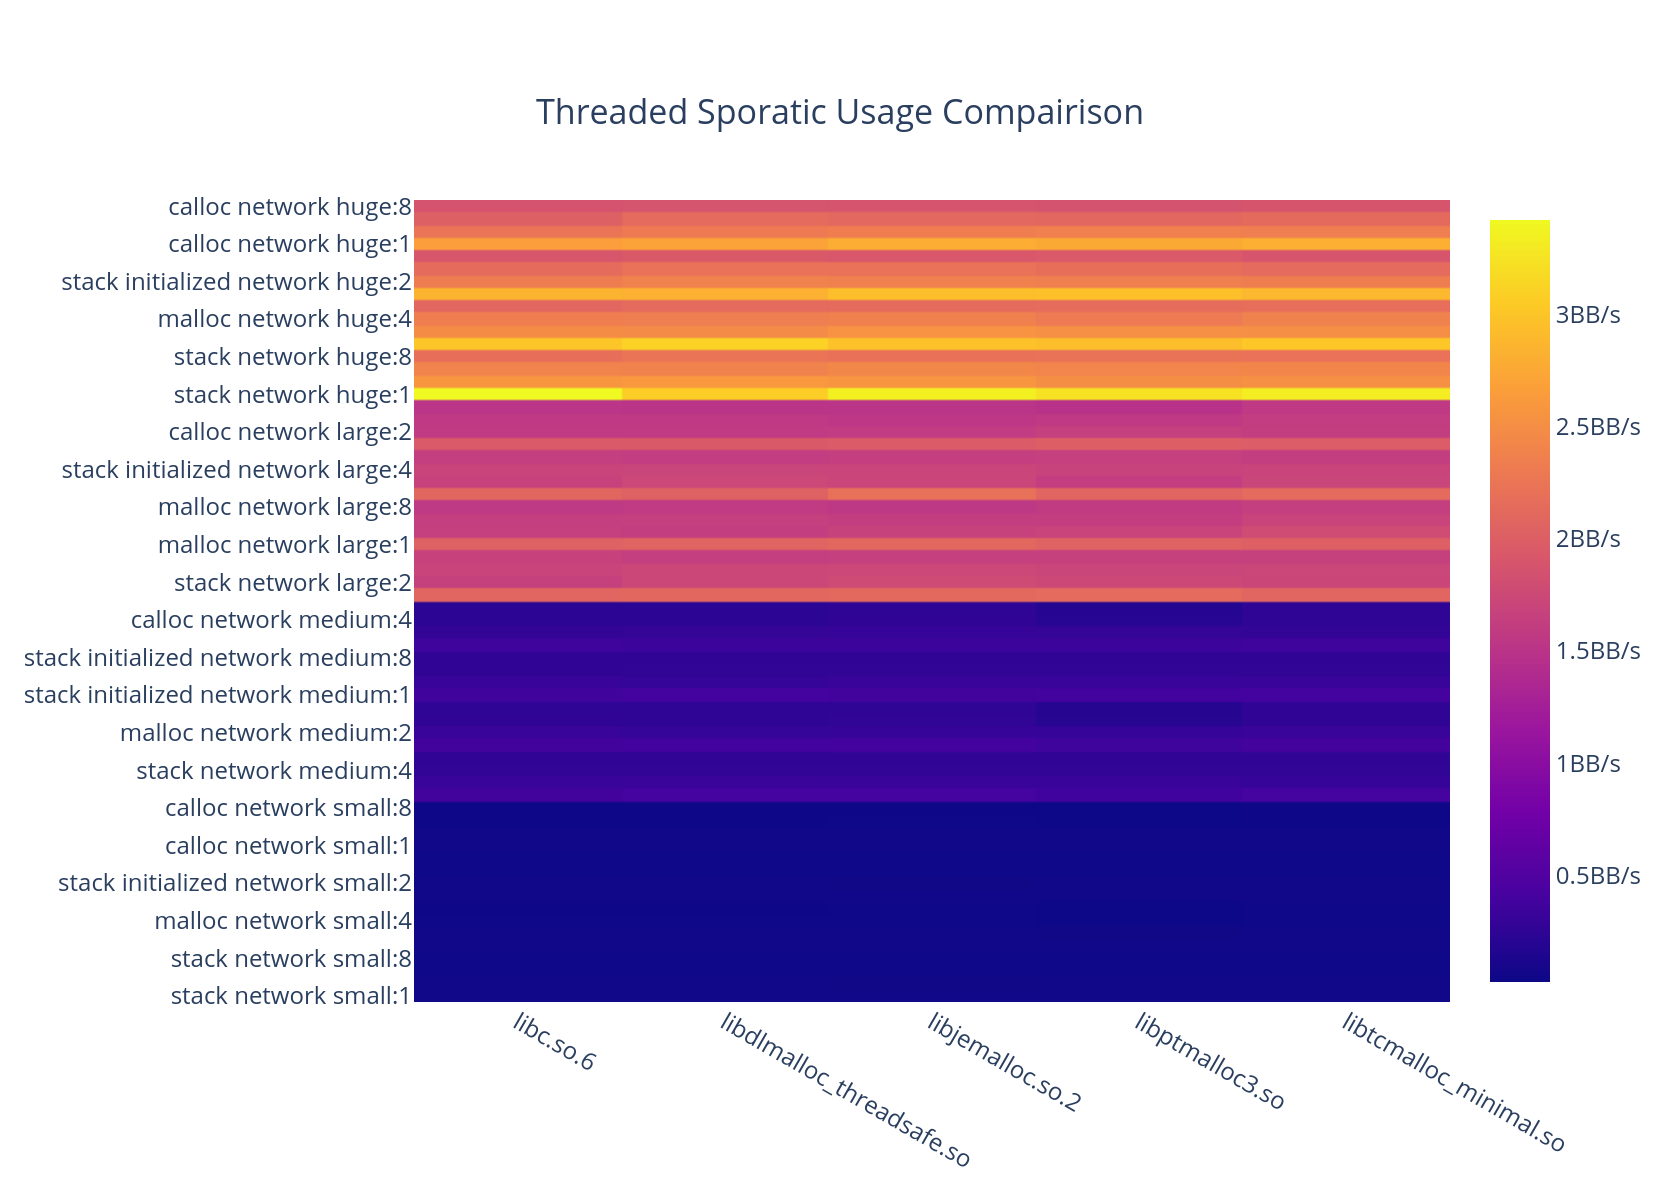 Threaded Sporatic Usage Compairison
calloc network huge:8
calloc network huge:1
stack initialized network huge:2
malloc network huge:4
stack network huge:8
stack network huge:1
calloc network large:2
stack initialized network large:4
malloc network large:8
malloc network large:1
stack network large:2
calloc network medium:4
stack initialized network medium:8
stack initialized network medium:1
malloc network medium:2
stack network medium:4
calloc network small:8
calloc network small:1
stack initialized network small:2
malloc network small:4
stack network small:8
stack network small:1
libc.so.6
libdlmalloc_threadsafe.so
libjemalloc.so.2
libptmalloc3.so
libtcmalloc_minimal.so
3BB/s
2.5BB/s
2BB/s
1.5BB/s
1BB/s
0.5BB/s